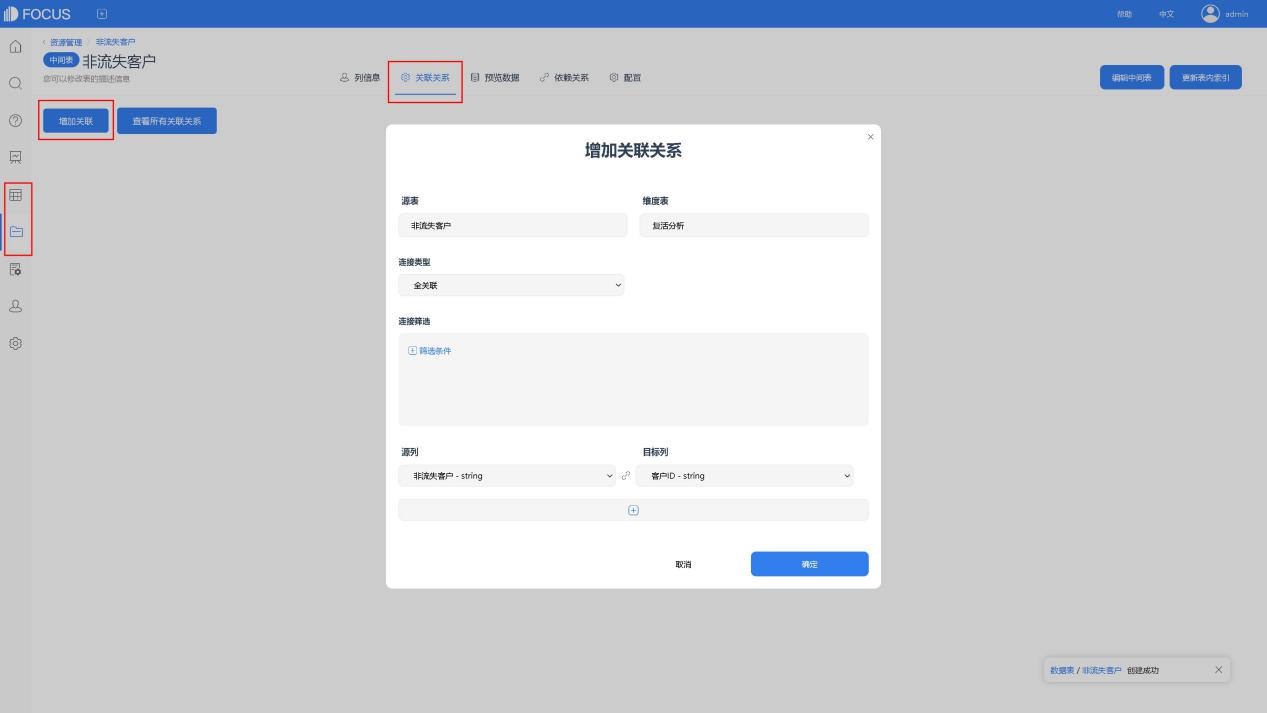 FOCUS
帮助 中文 admin
资源管理 / 非流失客户
中间表 非流失客户
您可以修改表的描述信息
列信息 关联关系 预览数据 依赖关系 配置
编辑中间表 更新表内索引
增加关联 查看所有关联关系
增加关联关系
源表 维度表
非流失客户 复活分析
连接类型
全关联
连接筛选
筛选条件
源列 目标列
非流失客户 - string 客户ID - string
取消 确定
数据表 / 非流失客户 创建成功